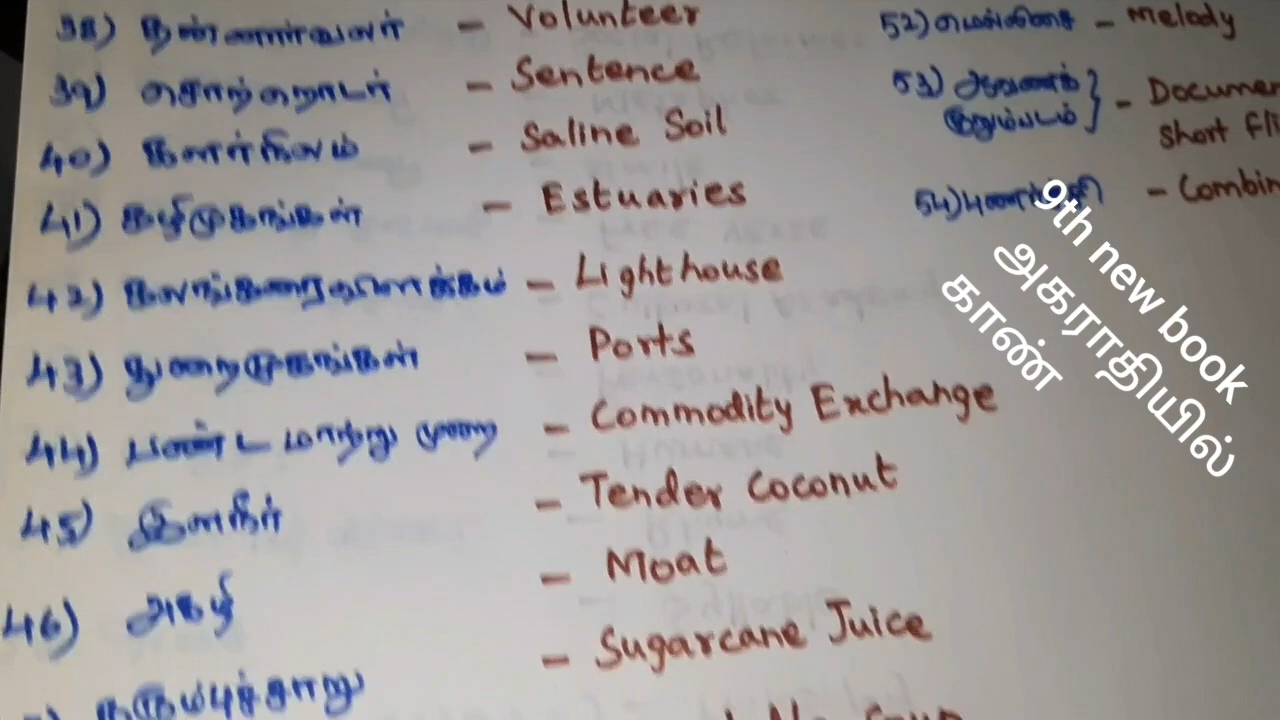 38) தன்னார்வலர் - Volunteer
39) சொற்றொடர் - Sentence
40) களர்நிலம் - Saline Soil
41) கழிமுகங்கள் - Estuaries
42) கலங்கரைவிளக்கம் - Lighthouse
43) துறைமுகங்கள் - Ports
44) பண்டமாற்று முறை - Commodity Exchange
45) இளநீர் - Tender Coconut
46) அகழி - Moat
கரும்புச்சாறு - Sugarcane Juice
52) மெல்லிசை - Melody
53) ஆவணக் குறும்படம் } - Documen
Short
54) புணர்ச்சி - Combin
9th new book
அகராதியில்
காண்